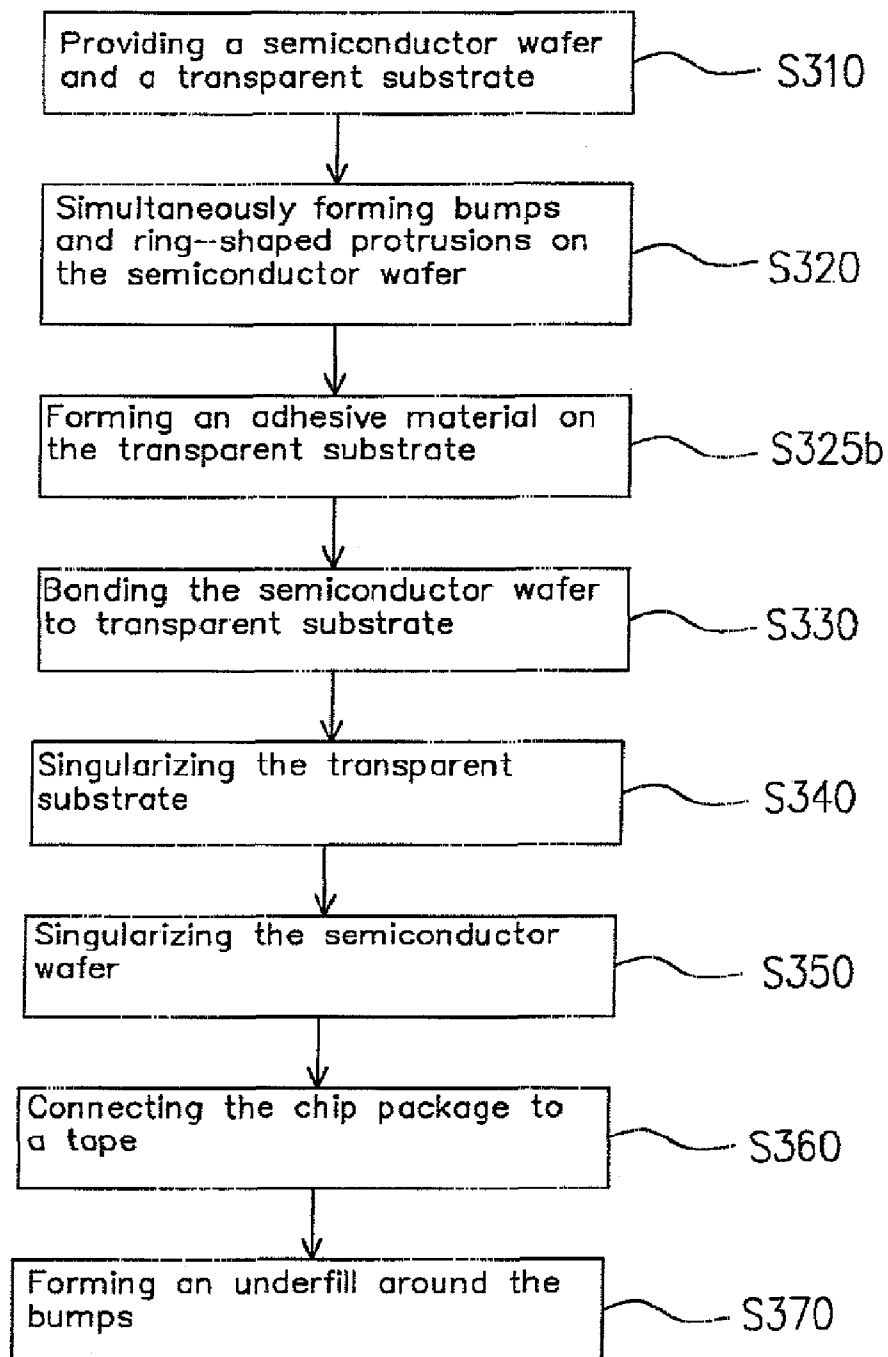 Providing a semiconductor wafer
and a transparent substrate
S310
Simultaneously forming bumps
and ring-shaped protrusions on
the semiconductor wafer
S320
Forming an adhesive material on
the transparent substrate
S325b
Bonding the semiconductor wafer
to transparent substrate
S330
Singularizing the transparent
substrate
S340
Singularizing the semiconductor
wafer
S350
Connecting the chip package to
a tape
S360
Forming an underfill around the
bumps
S370